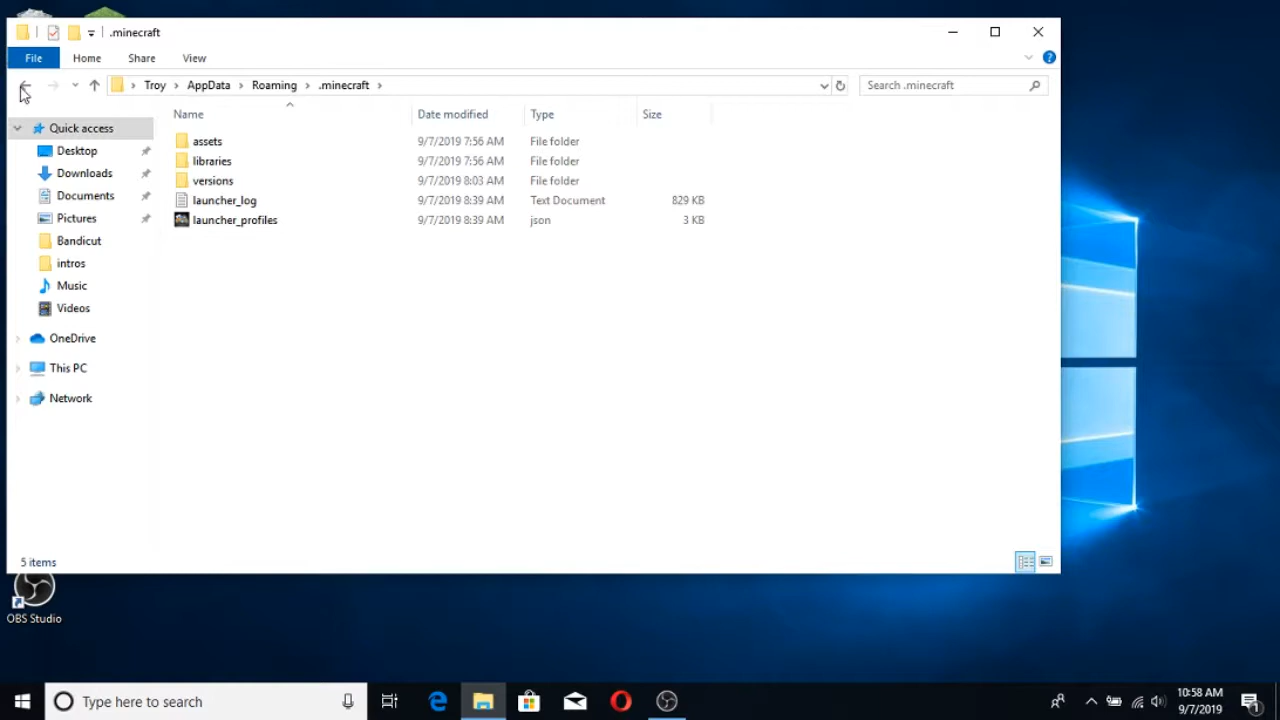 .minecraft
File Home Share View
Troy AppData Roaming .minecraft
Search .minecraft
Name Date modified Type Size
Quick access
Desktop
Downloads
Documents
Pictures
Bandicut
intros
Music
Videos
OneDrive
This PC
Network
assets 9/7/2019 7:56 AM File folder
libraries 9/7/2019 7:56 AM File folder
versions 9/7/2019 8:03 AM File folder
launcher_log 9/7/2019 8:39 AM Text Document 829 KB
launcher_profiles 9/7/2019 8:39 AM json 3 KB
5 items
OBS Studio
Type here to search
10:58 AM
9/7/2019
1